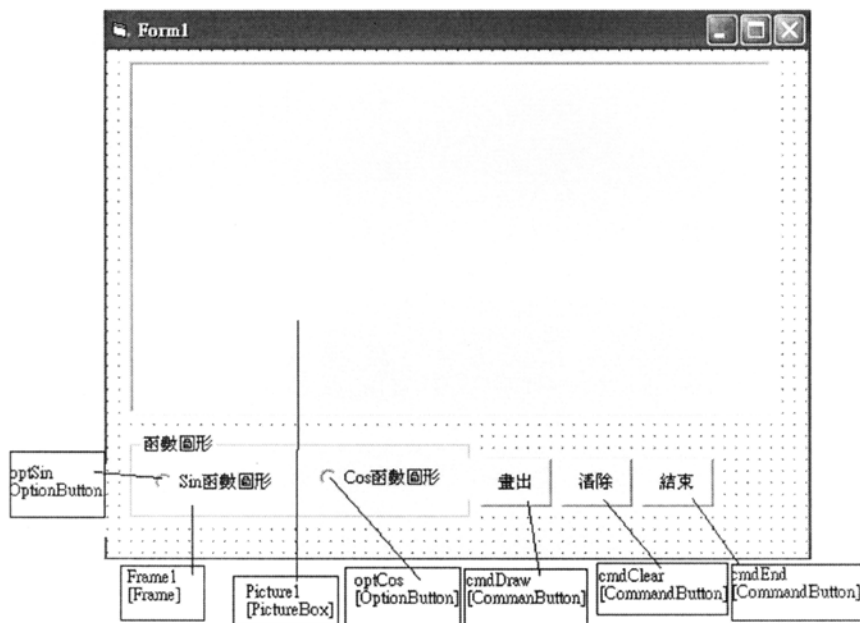 Form1
函數圖形
Sin函數圖形
Cos函數圖形
畫出
清除
結束
optSin
OptionButton
Frame1
[Frame]
Picture1
[PictureBox]
optCos
[OptionButton]
cmdDraw
[CommanButton]
cmdClear
[CommandButton]
cmdEnd
[CommandButton]